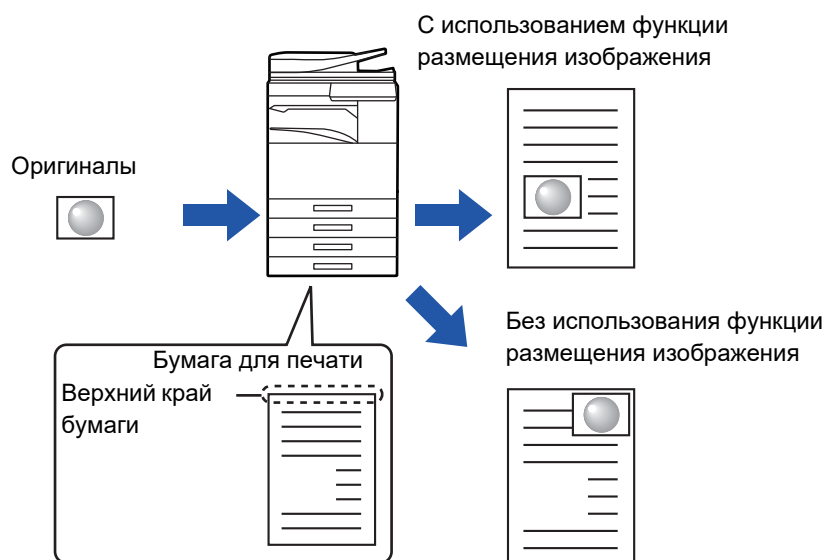 С использованием функции
размещения изображения
Оригиналы
Без использования функции
размещения изображения
Бумага для печати
Верхний край
бумаги